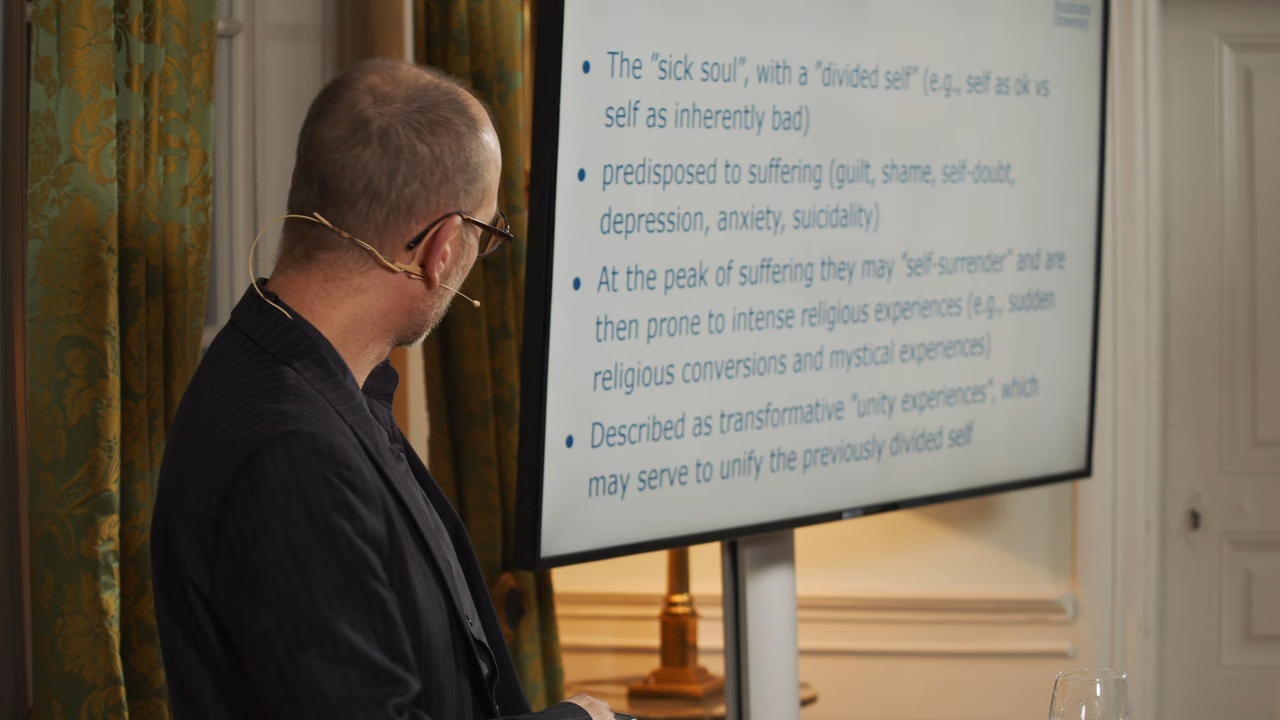 • The "sick soul", with a "divided self" (e.g., self as ok vs
self as inherently bad)
• predisposed to suffering (guilt, shame, self-doubt,
depression, anxiety, suicidality)
• At the peak of suffering they may "self-surrender" and are
then prone to intense religious experiences (e.g., sudden
religious conversions and mystical experiences)
• Described as transformative "unity experiences", which
may serve to unify the previously divided self